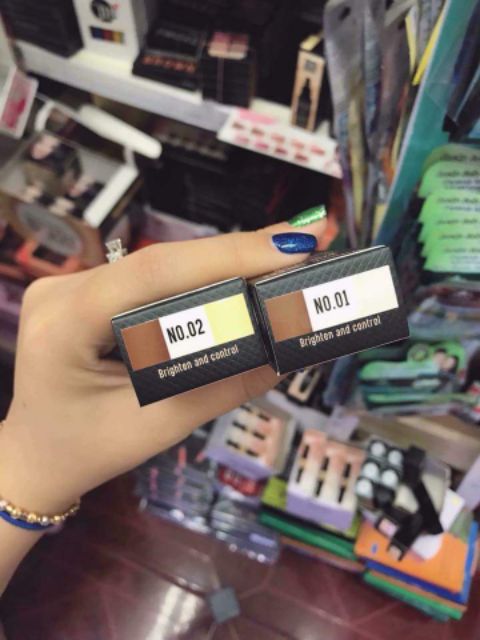 NO.02
Brighten and control
NO.01
Brighten and control